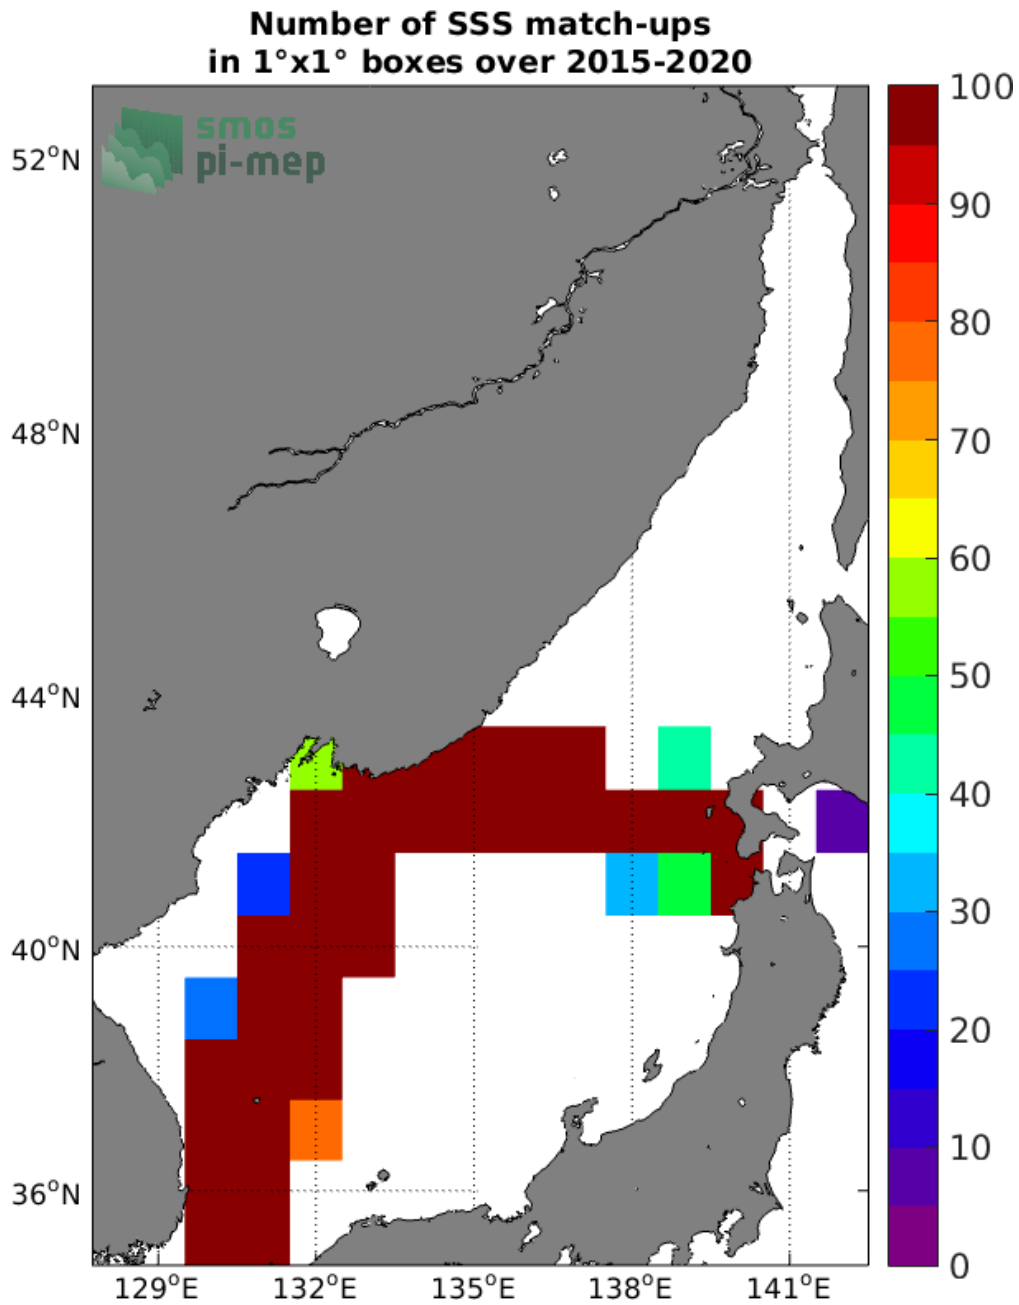 Number of SSS match-ups
in 1°x1° boxes over 2015-2020
smos
pi-mep
52°N
48°N
44°N
40°N
36°N
129°E 132°E 135°E 138°E 141°E
100
90
80
70
60
50
40
30
20
10
0